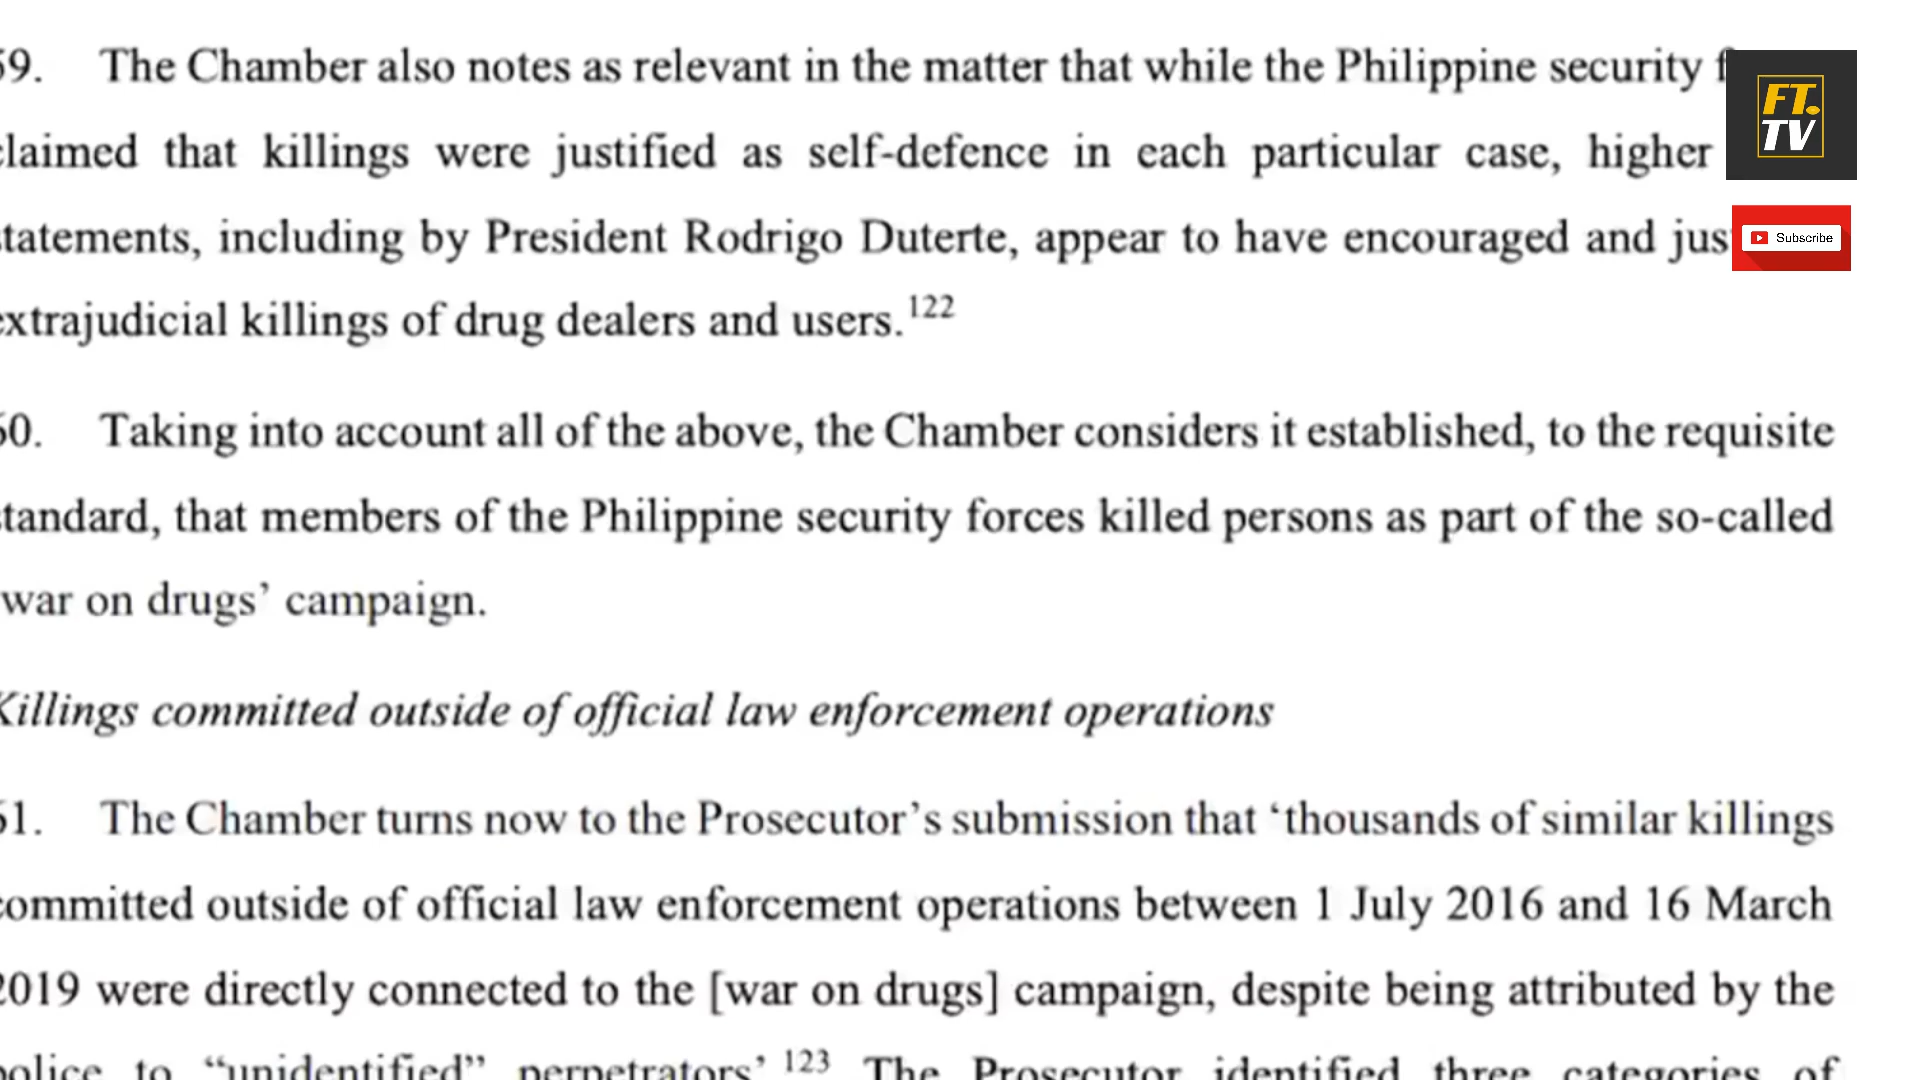 59. The Chamber also notes as relevant in the matter that while the Philippine security
claimed that killings were justified as self-defence in each particular case, higher
statements, including by President Rodrigo Duterte, appear to have encouraged and
extrajudicial killings of drug dealers and users.122
60. Taking into account all of the above, the Chamber considers it established, to the requisite
standard, that members of the Philippine security forces killed persons as part of the so-called
war on drugs’ campaign.
Killings committed outside of official law enforcement operations
61. The Chamber turns now to the Prosecutor’s submission that ‘thousands of similar killings
committed outside of official law enforcement operations between 1 July 2016 and 16 March
2019 were directly connected to the [war on drugs] campaign, despite being attributed by the
police to “unidentified” perpetrators’ 123 The Prosecutor identified three categories of
FT.
TV
Subscribe